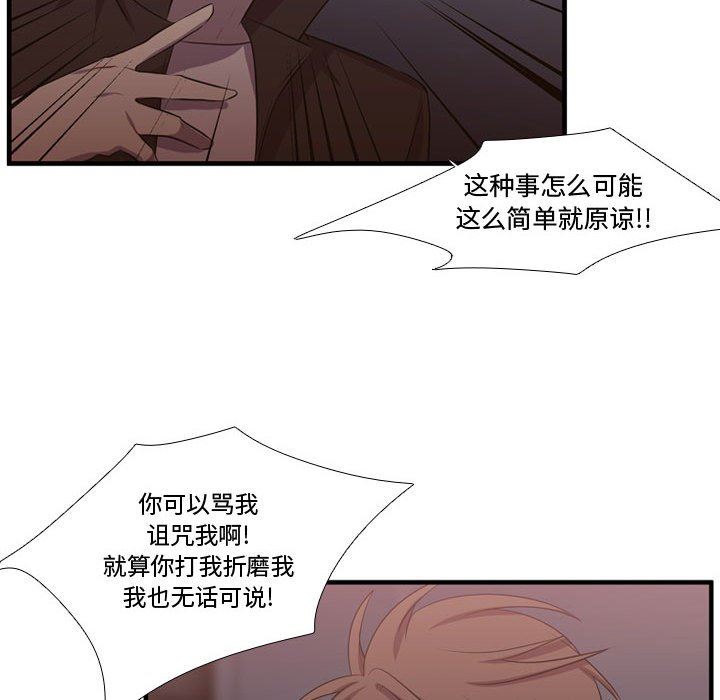 这种事怎么可能
这么简单就原谅!!
你可以骂我
诅咒我啊!
就算你打我折磨我
我也无话可说!